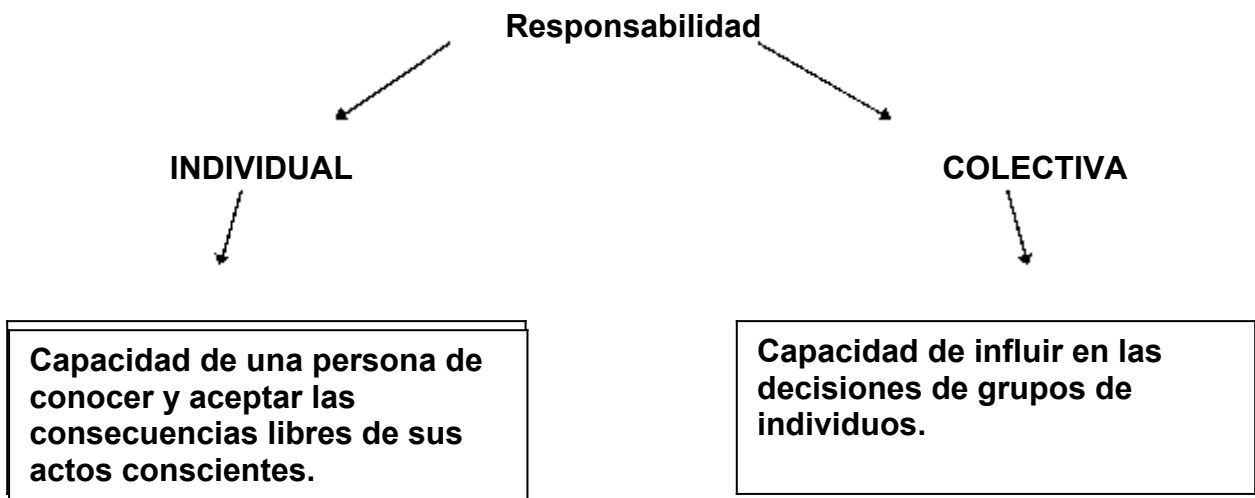 Responsabilidad
INDIVIDUAL
COLECTIVA
Capacidad de una persona de
conocer y aceptar las
consecuencias libres de sus
actos conscientes.
Capacidad de influir en las
decisiones de grupos de
individuos.